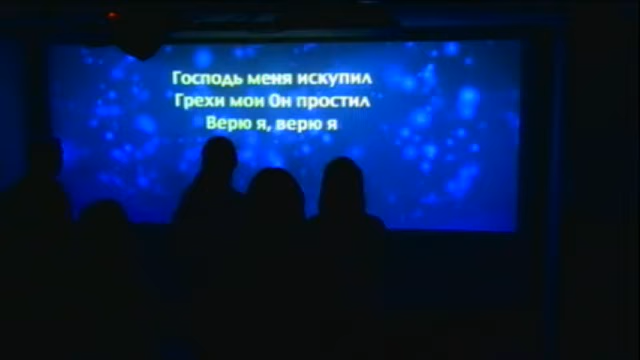 Господь меня искупил
Грехи мои Он простил
Верю я, верю я